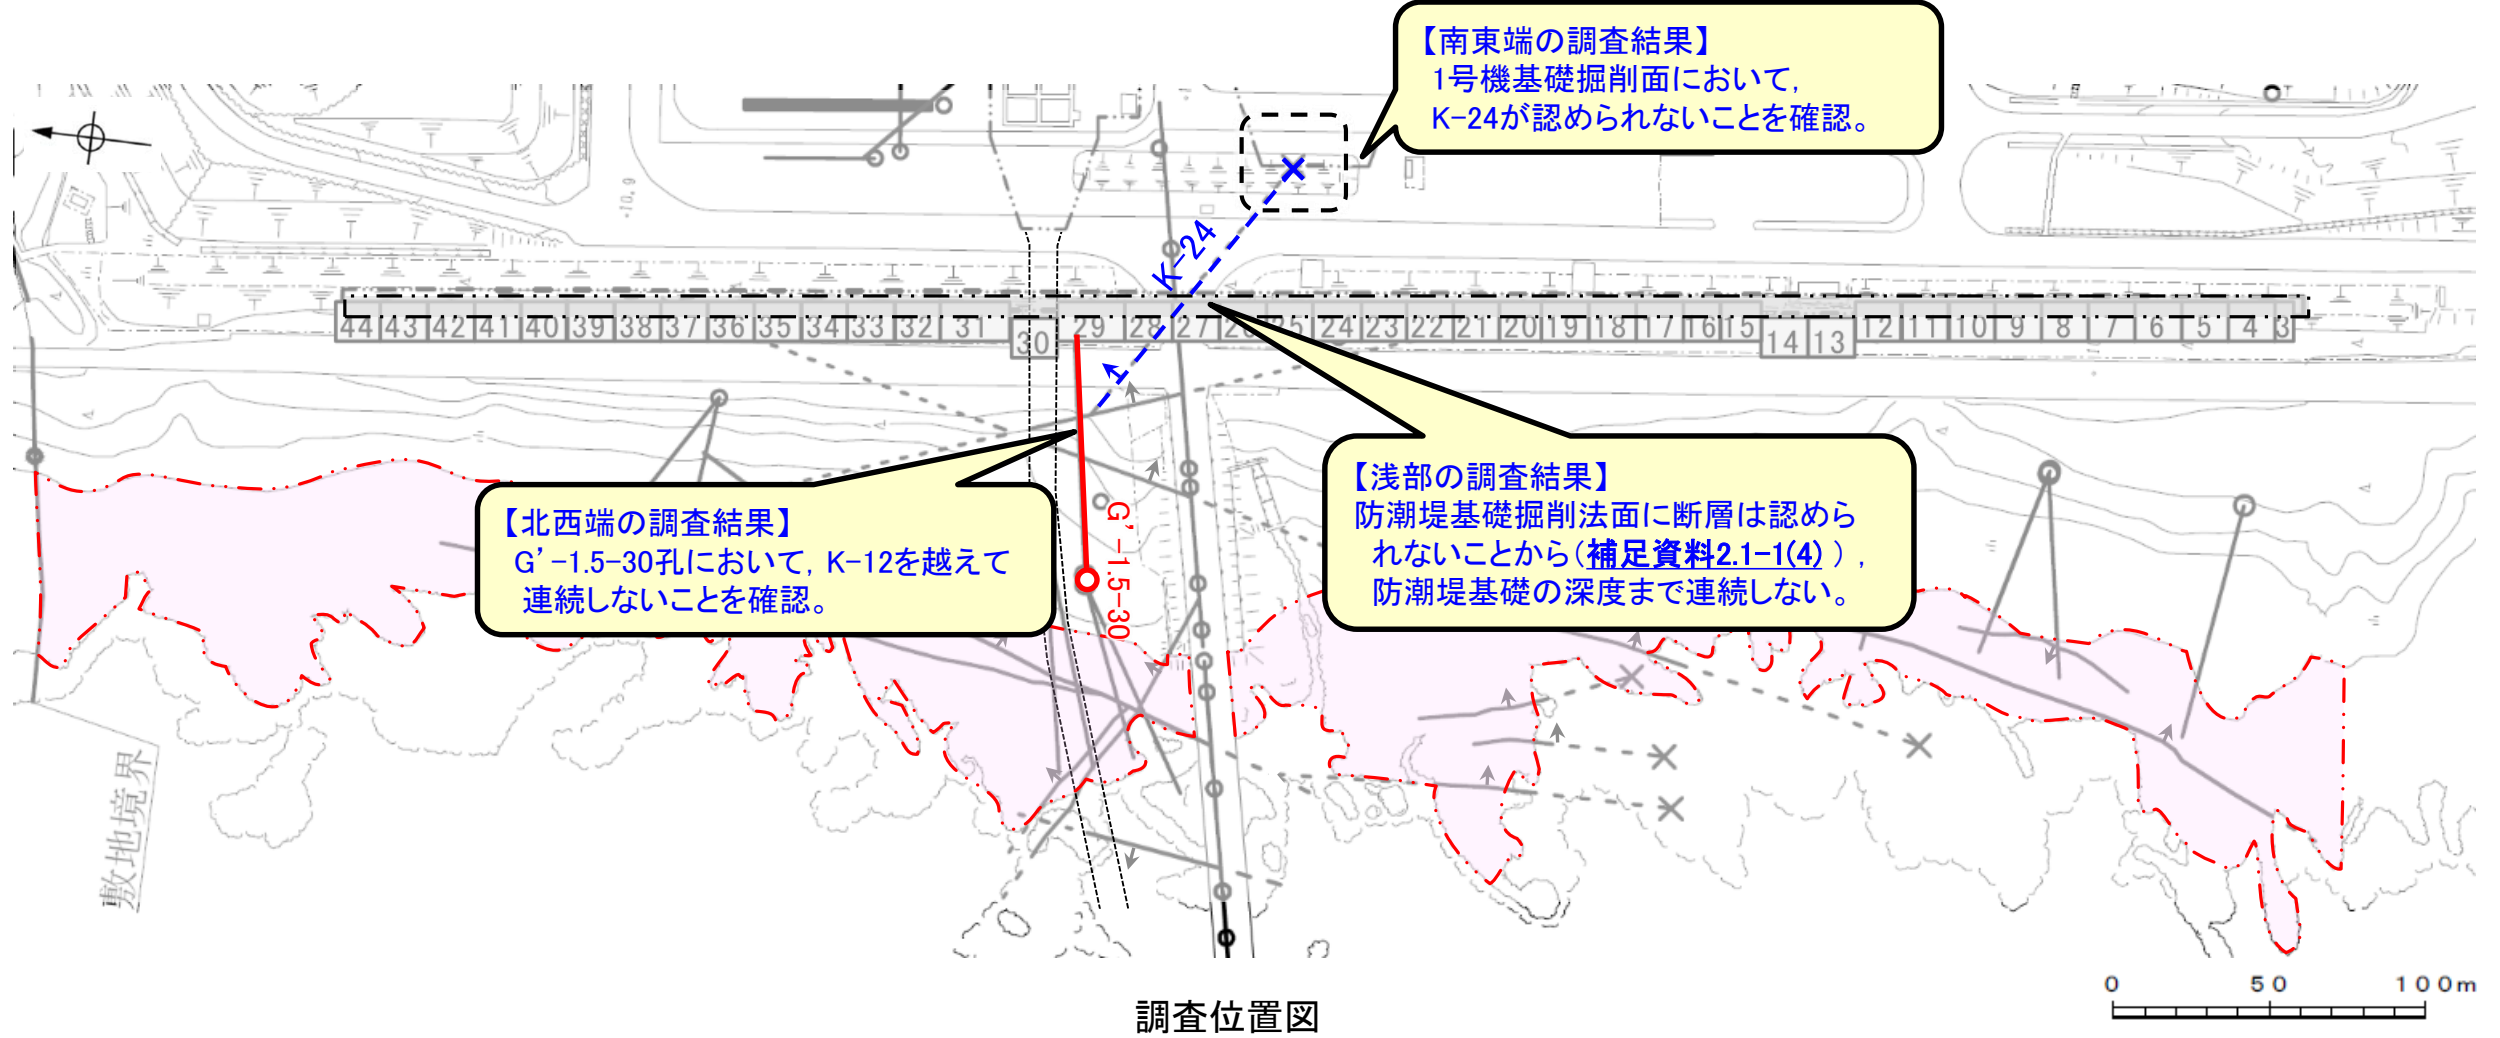 【南東端の調査結果】
1号機基礎掘削面において,
K-24が認められないことを確認。
-10.9
K-24
44 43 42 41 40 39 38 37 36 35 34 33 32 31 30 29 28 27 26 25 24 23 22 21 20 19 18 17 16 15 14 13 12 11 10 9 8 7 6 5 4 3
【北西端の調査結果】
G’-1.5-30孔において, K-12を越えて
連続しないことを確認。
G’-1.5-30
【浅部の調査結果】
防潮堤基礎掘削法面に断層は認めら
れないことから(補足資料2.1-1(4) ),
防潮堤基礎の深度まで連続しない。
敷地境界
0 50 100m
調査位置図